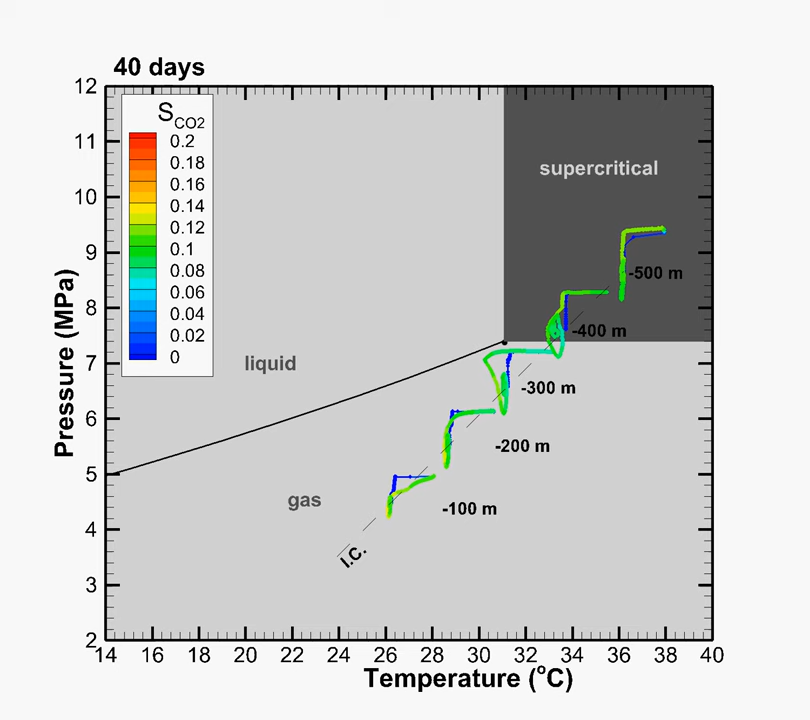 40 days
S_CO2
0.2
0.18
0.16
0.14
0.12
0.1
0.08
0.06
0.04
0.02
0
12
11
10
9
8
7
6
5
4
3
2
Pressure (MPa)
supercritical
liquid
gas
-500 m
-400 m
-300 m
-200 m
-100 m
I.C.
14 16 18 20 22 24 26 28 30 32 34 36 38 40
Temperature (°C)